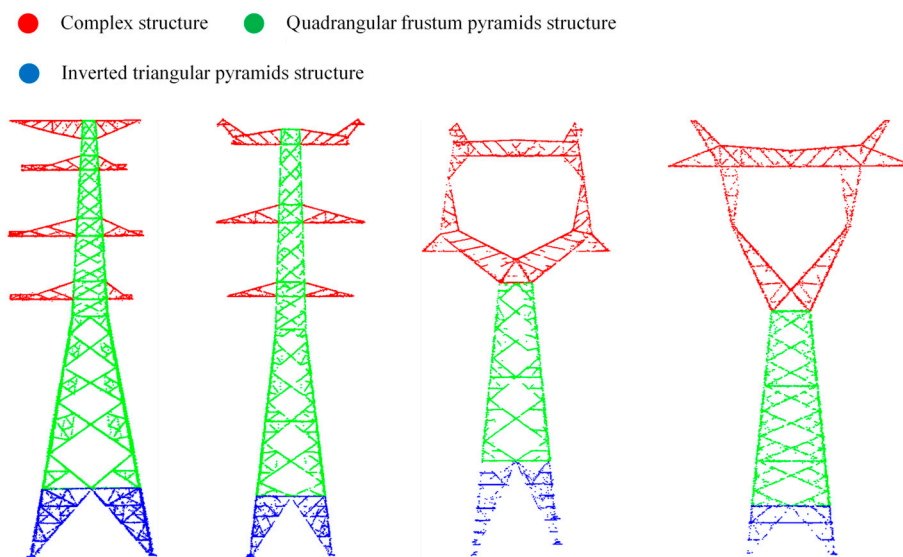 Complex structure
Quadrangular frustum pyramids structure
Inverted triangular pyramids structure